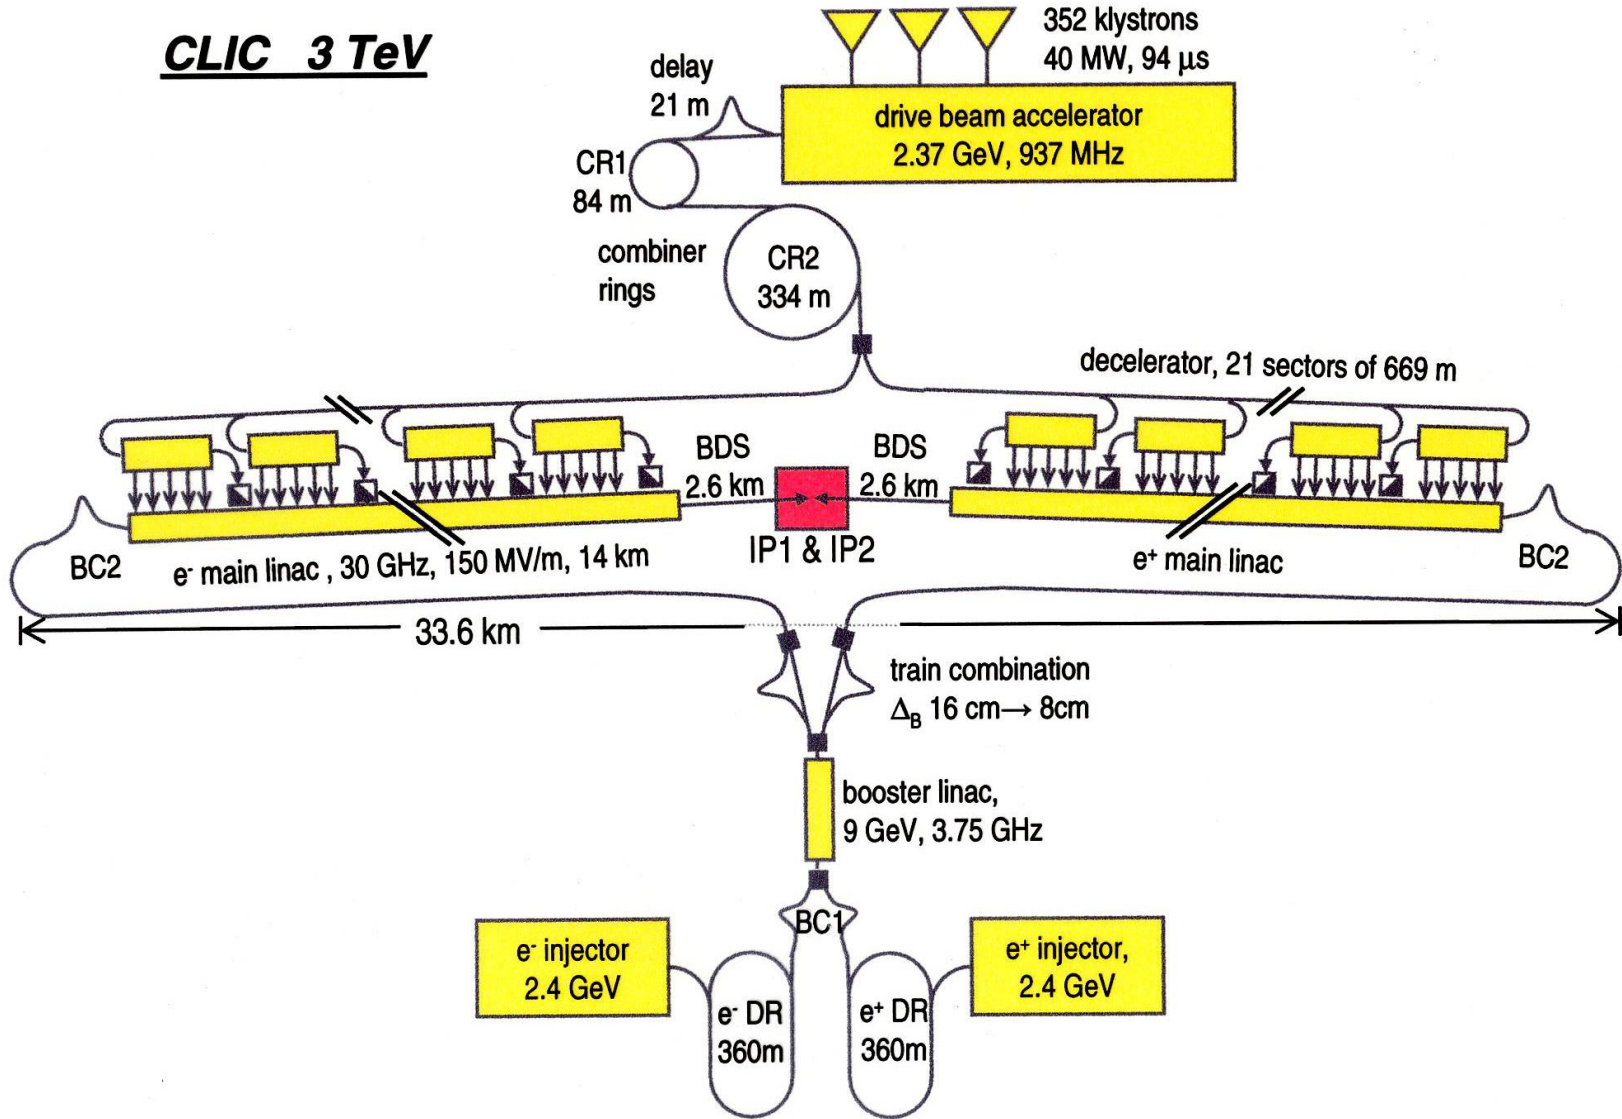 CLIC 3 TeV
352 klystrons
40 MW, 94 μs
delay
21 m
drive beam accelerator
2.37 GeV, 937 MHz
CR1
84 m
combiner
rings
CR2
334 m
decelerator, 21 sectors of 669 m
BDS
2.6 km
BDS
2.6 km
IP1 & IP2
BC2
e- main linac , 30 GHz, 150 MV/m, 14 km
e+ main linac
BC2
33.6 km
train combination
ΔB 16 cm→ 8cm
booster linac,
9 GeV, 3.75 GHz
BC1
e- injector
2.4 GeV
e+ injector,
2.4 GeV
e- DR
360m
e+ DR
360m